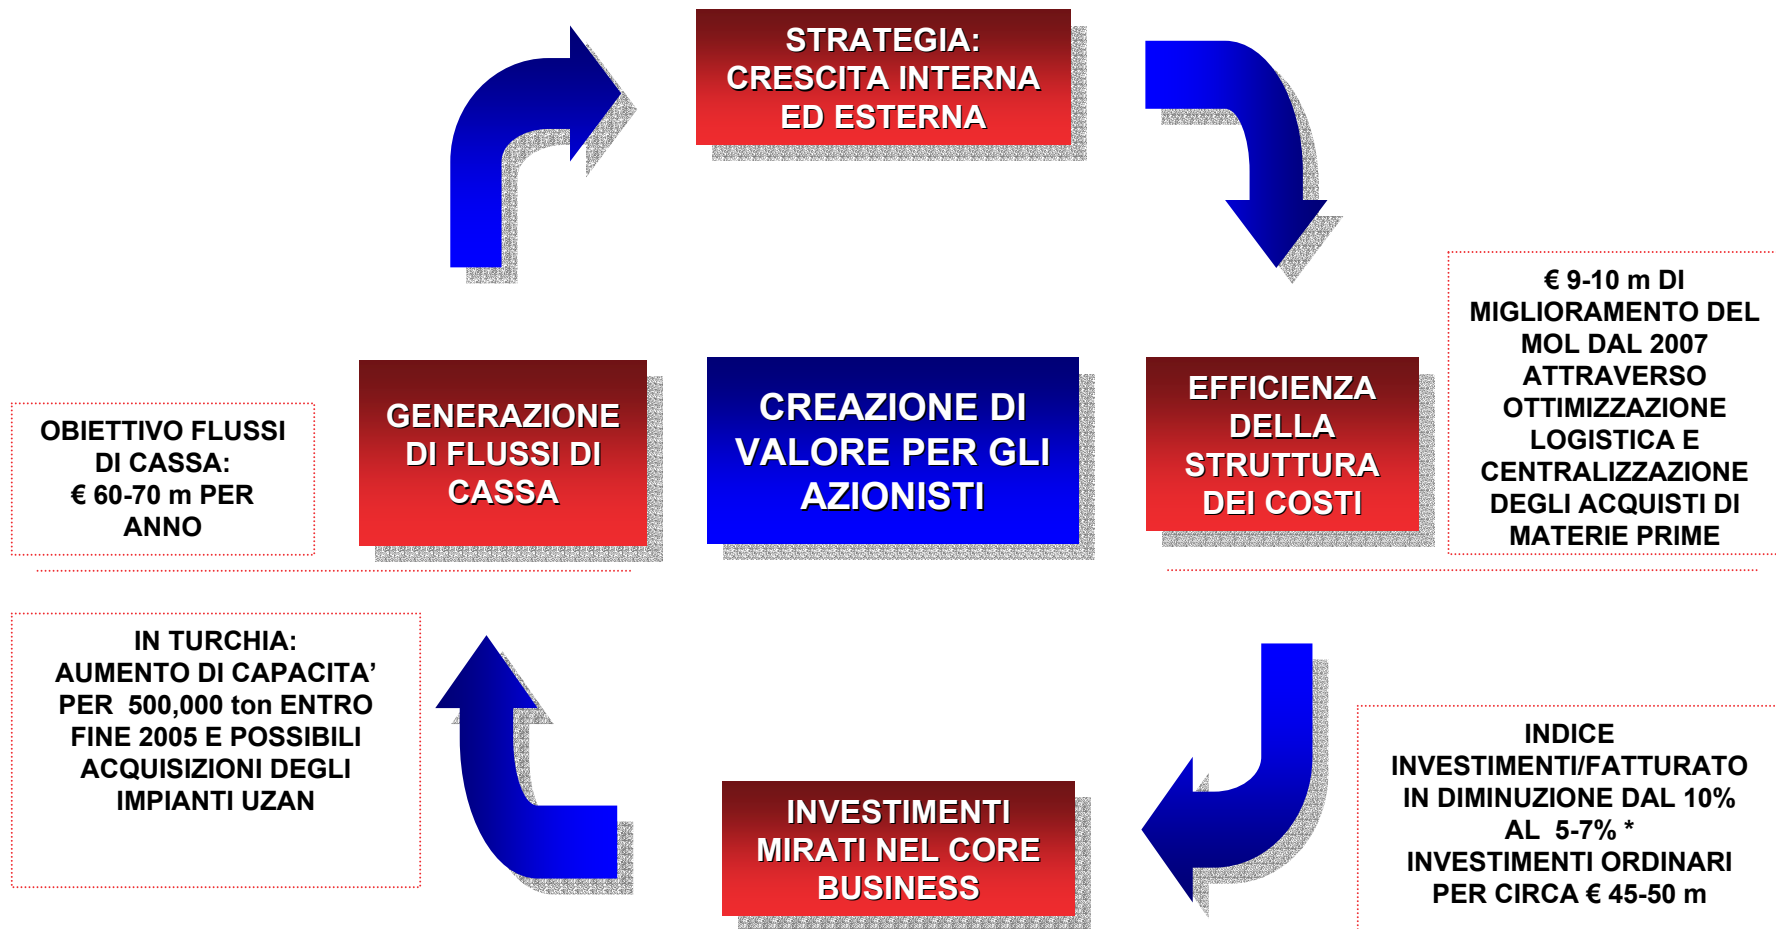 STRATEGIA:
CRESCITA INTERNA
ED ESTERNA
€ 9-10 m DI
MIGLIORAMENTO DEL
MOL DAL 2007
ATTRAVERSO
OTTIMIZZAZIONE
LOGISTICA E
CENTRALIZZAZIONE
DEGLI ACQUISTI DI
MATERIE PRIME
EFFICIENZA
DELLA
STRUTTURA
DEI COSTI
CREAZIONE DI
VALORE PER GLI
AZIONISTI
GENERAZIONE
DI FLUSSI DI
CASSA
OBIETTIVO FLUSSI
DI CASSA:
€ 60-70 m PER
ANNO
IN TURCHIA:
AUMENTO DI CAPACITA’
PER  500,000 ton ENTRO
FINE 2005 E POSSIBILI
ACQUISIZIONI DEGLI
IMPIANTI UZAN
INVESTIMENTI
MIRATI NEL CORE
BUSINESS
INDICE
INVESTIMENTI/FATTURATO
IN DIMINUZIONE DAL 10%
AL  5-7% *
INVESTIMENTI ORDINARI
PER CIRCA € 45-50 m